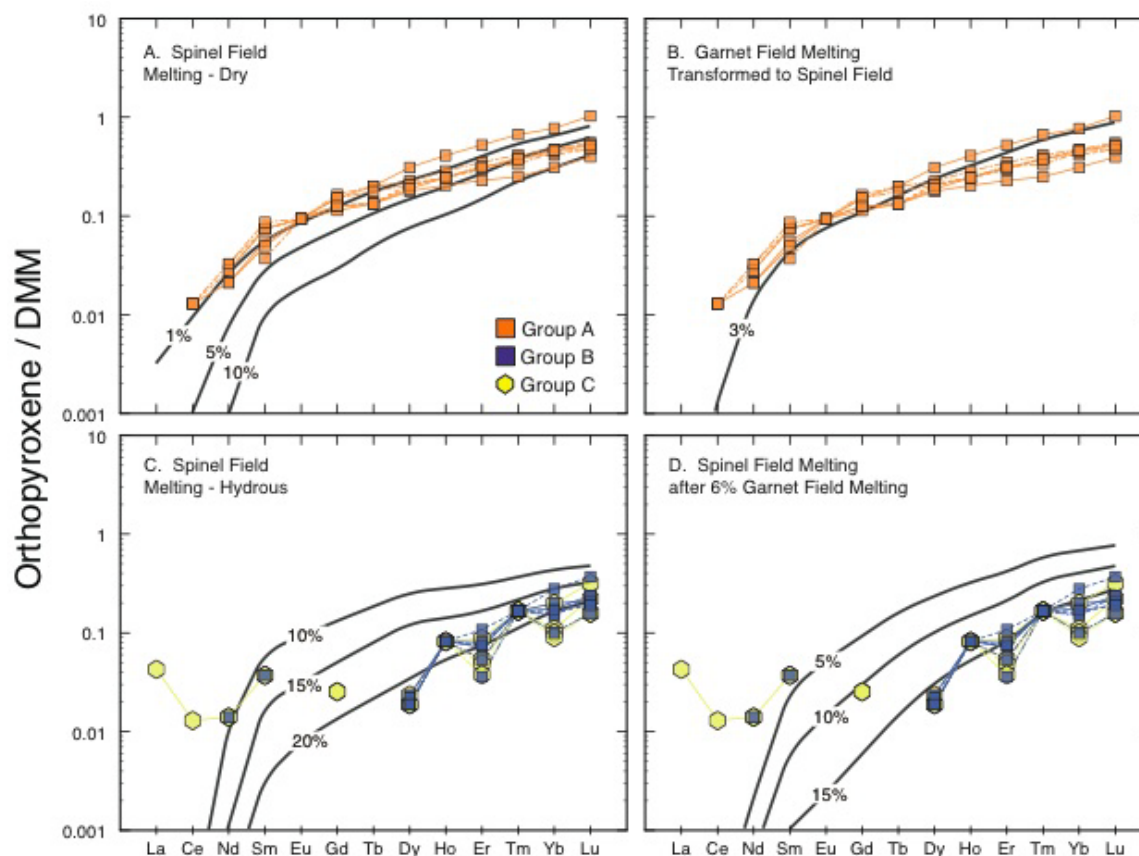 Orthopyroxene / DMM
10
1
0.1
0.01
0.001
A. Spinel Field
Melting - Dry
1%
5%
10%
Group A
Group B
Group C
B. Garnet Field Melting
Transformed to Spinel Field
3%
10
1
0.1
0.01
0.001
C. Spinel Field
Melting - Hydrous
10%
15%
20%
La Ce Nd Sm Eu Gd Tb Dy Ho Er Tm Yb Lu
D. Spinel Field Melting
after 6% Garnet Field Melting
5%
10%
15%
La Ce Nd Sm Eu Gd Tb Dy Ho Er Tm Yb Lu